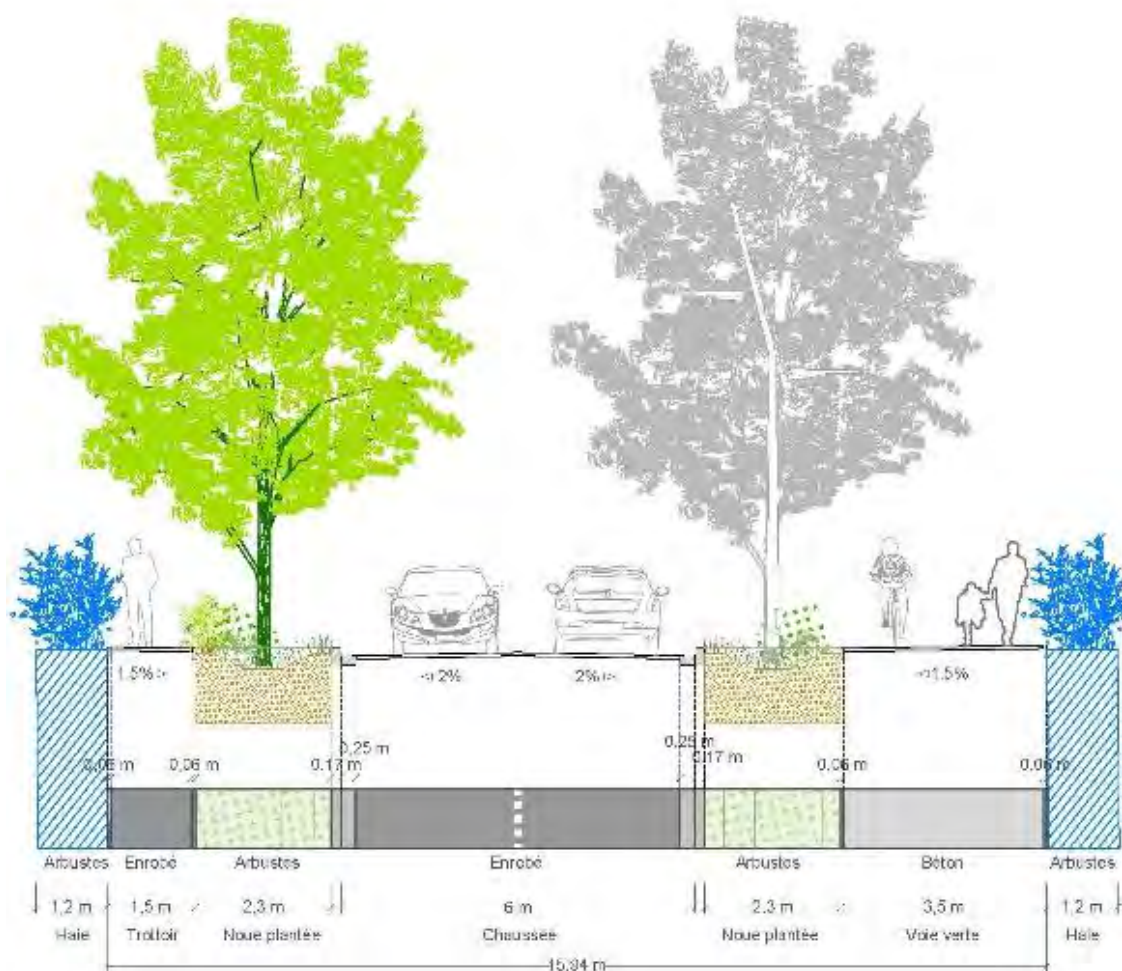 1.5%
2%
2%
1.5%
0,25 m
0,25 m
0,06 m
0,06 m
0.17 m
0.17 m
0.06 m
0.06 m
Arbustes Enrobé Arbustes Enrobé Arbustes Béton Arbustes
1,2 m 1,5 m 2,3 m 6 m 2.3 m 3,5 m 1,2 m
Haie Trottoir Noue plantée Chaussée Noue plantée Voie verte Haie
15.94 m